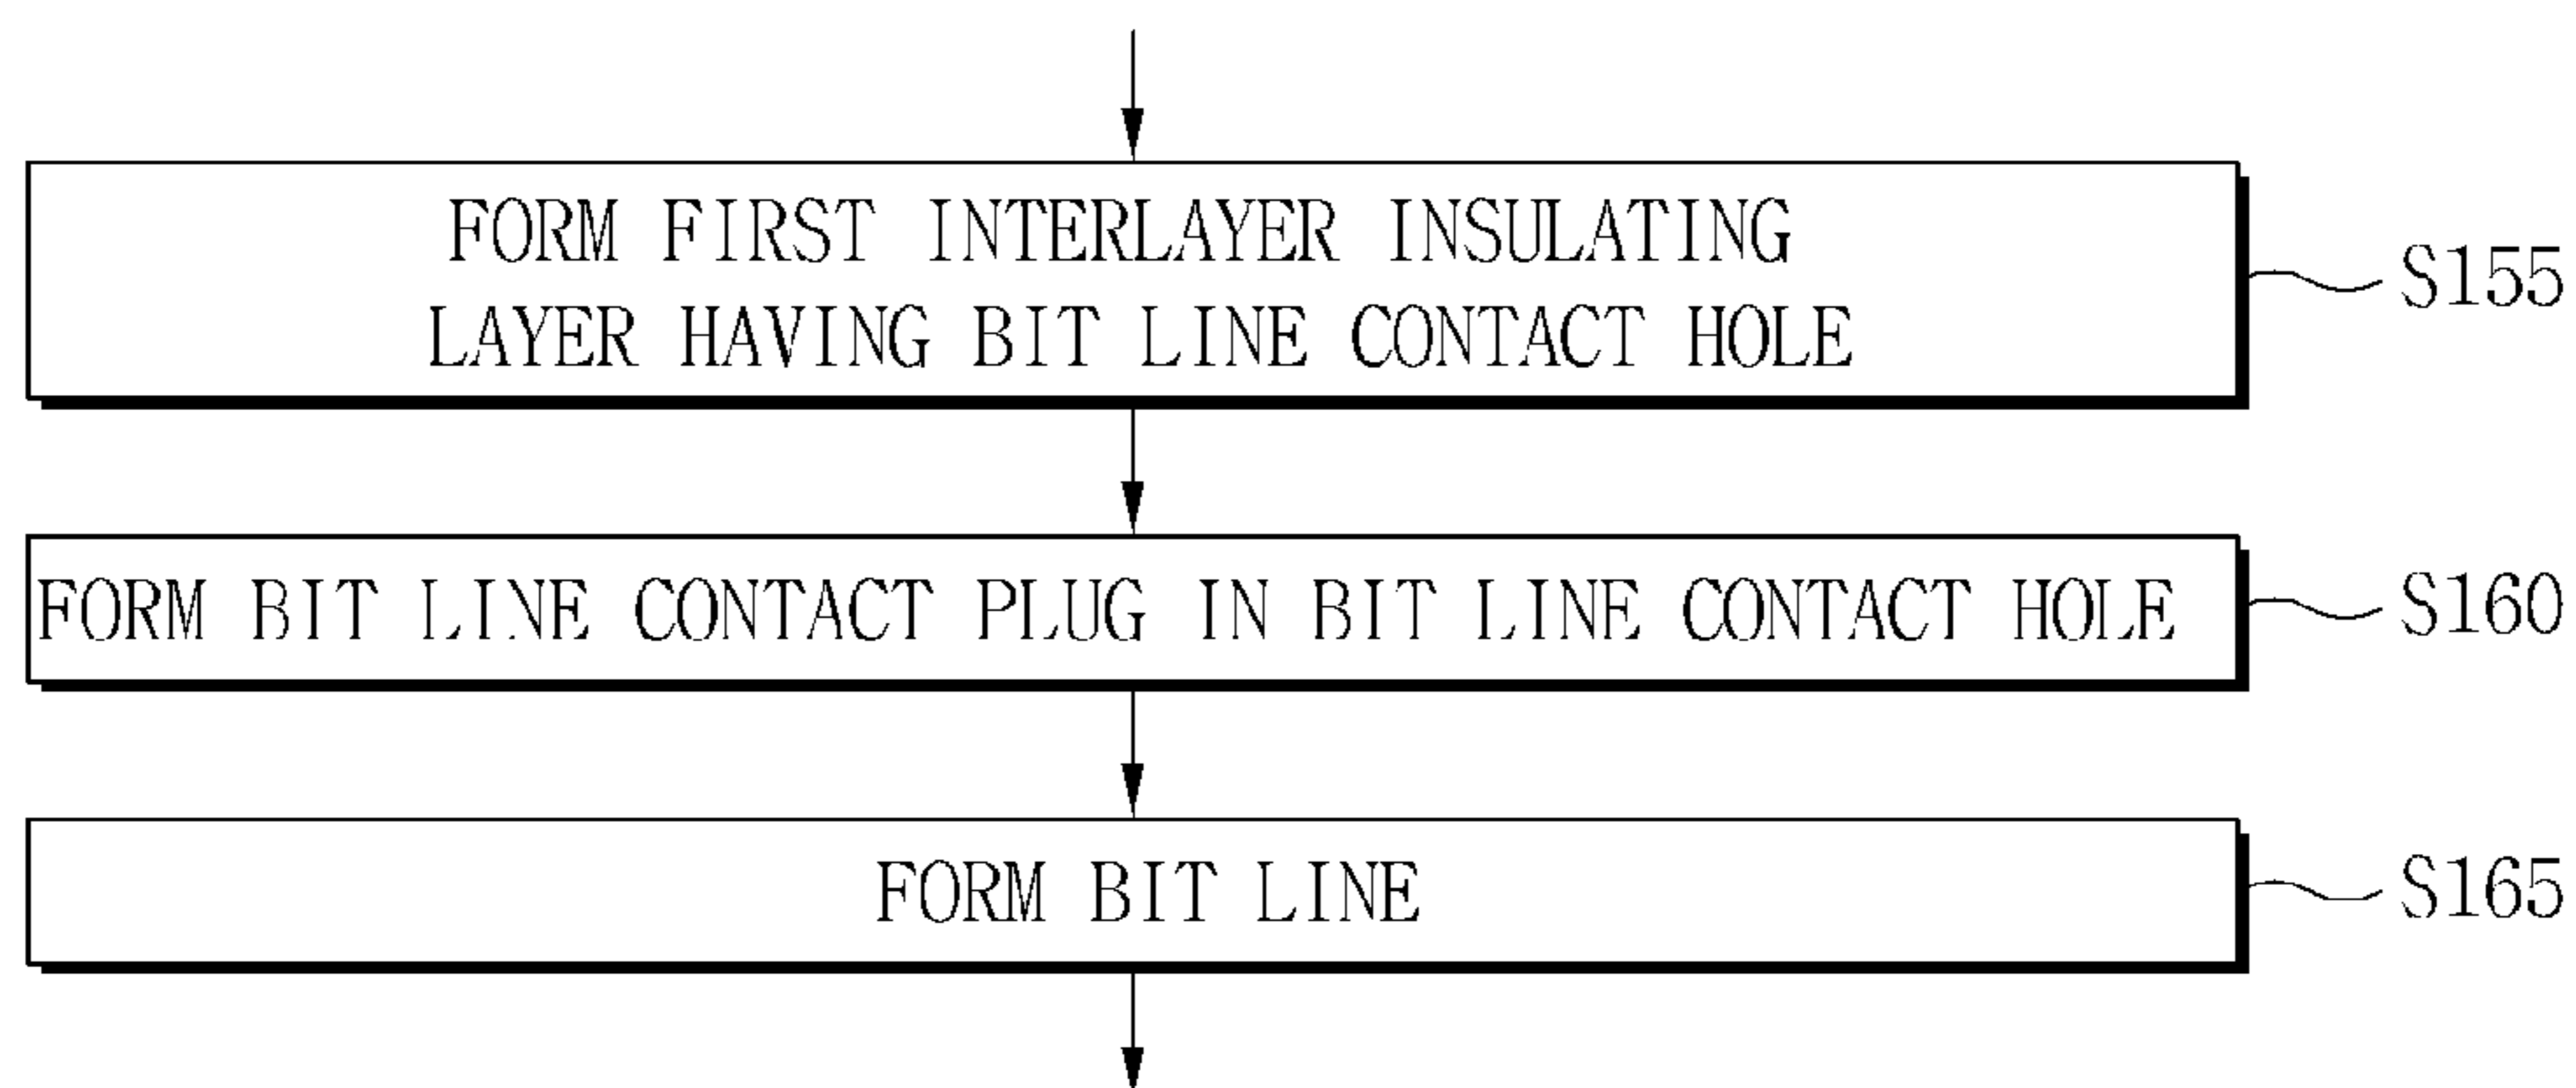 FORM FIRST INTERLAYER INSULATING
LAYER HAVING BIT LINE CONTACT HOLE
S155
FORM BIT LINE CONTACT PLUG IN BIT LINE CONTACT HOLE
S160
FORM BIT LINE
S165